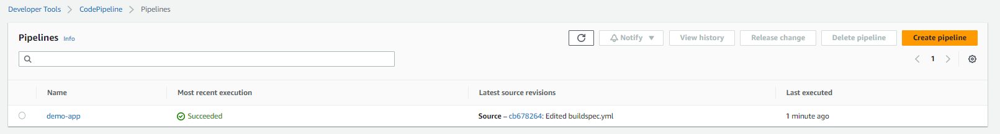 Developer Tools > CodePipeline > Pipelines
Pipelines Info
Notify View history Release change Delete pipeline Create pipeline
1
Name Most recent execution Latest source revisions Last executed
demo-app Succeeded Source – cb678264: Edited buildspec.yml 1 minute ago